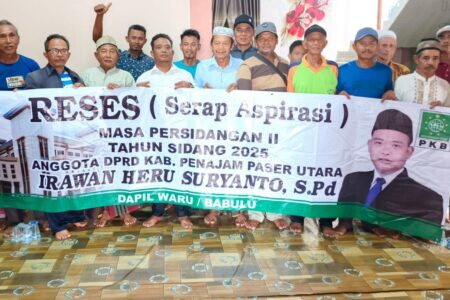 RESES ( Serap Aspirasi )
MASA PERSIDANGAN II
TAHUN SIDANG 2025
ANGGOTA DPRD KAB. PENAJAM PASER UTARA
IRAWAN HERU SURYANTO, S.Pd
DAPIL WARU / BABULU
PKB